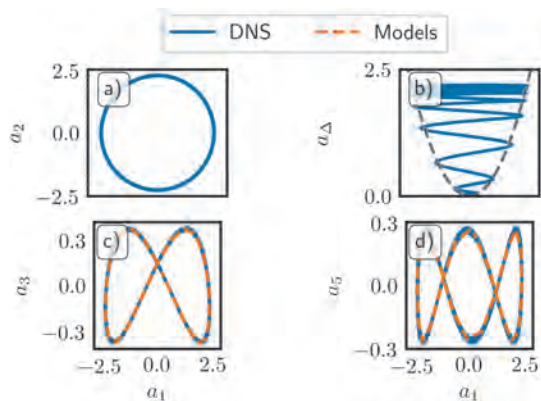 DNS Models
2.5 a) 2.5 b)
a₂ 0.0 a_Δ
−2.5 0.0
0.3 c) 0.3 d)
a₃ 0.0 a₅ 0.0
−0.3 −0.3
−2.5 0.0 2.5 −2.5 0.0 2.5
a₁ a₁